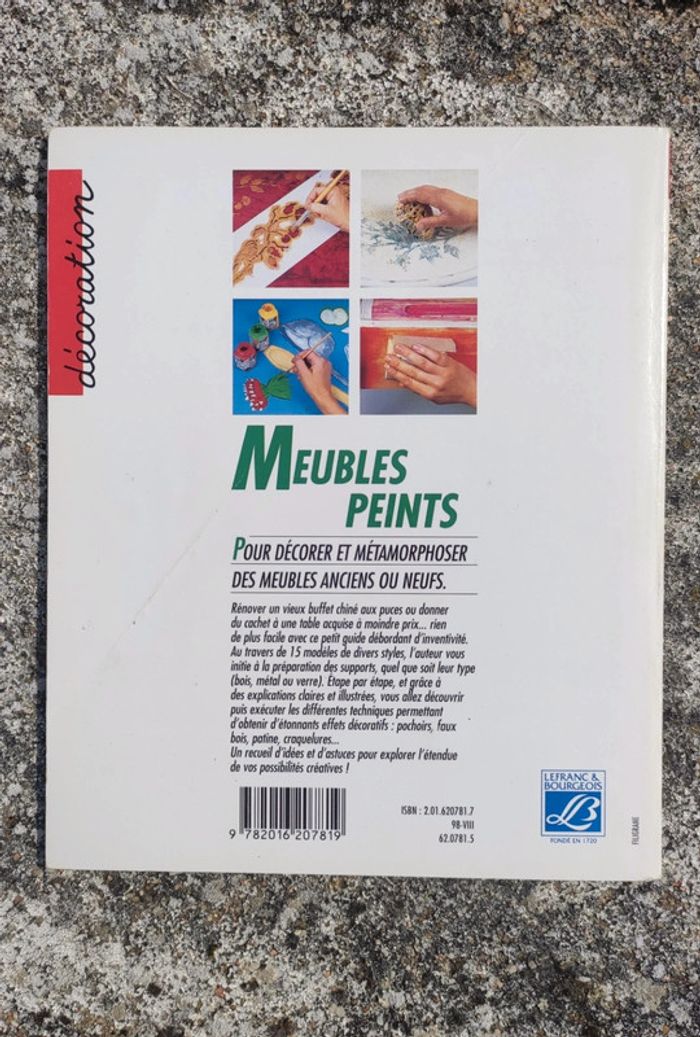 décoration
MEUBLES
PEINTS
POUR DÉCORER ET MÉTAMORPHOSER
DES MEUBLES ANCIENS OU NEUFS.
Rénover un vieux buffet chiné aux puces ou donner
du cachet à une table acquise à moindre prix... rien
de plus facile avec ce petit guide débordant d'inventivité.
Au travers de 15 modèles de divers styles, l'auteur vous
initie à la préparation des supports, quel que soit leur type
(bois, métal ou verre). Étape par étape, et grâce à
des explications claires et illustrées, vous allez découvrir
puis exécuter les différentes techniques permettant
d'obtenir d'étonnants effets décoratifs : pochoirs, faux
bois, patine, craquelures...
Un recueil d'idées et d'astuces pour explorer l'étendue
de vos possibilités créatives !
9 782016 207819
ISBN : 2.01.620781.7
98-VIII
62.0781.5
LEFRANC &
BOURGEOIS
LB
FONDÉ EN 1720
FILIGRANE